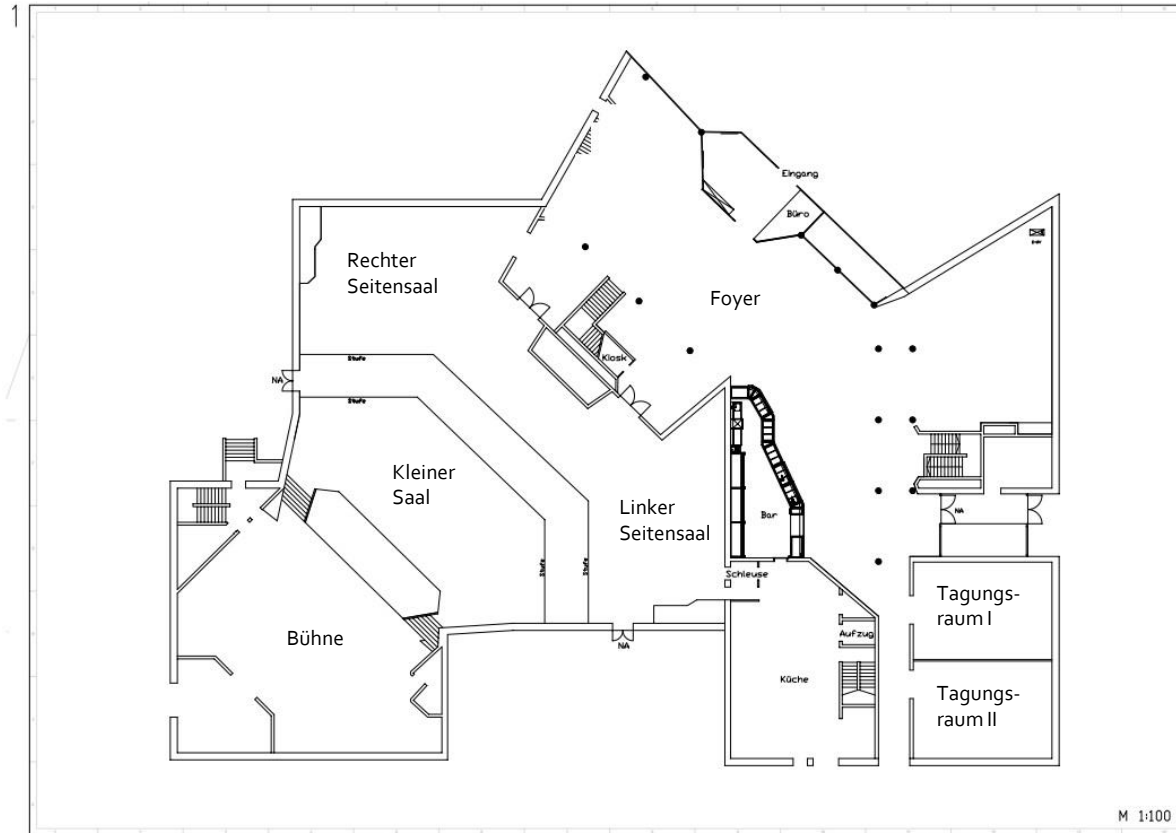 1
Eingang
Büro
Rechter
Seitensaal
Foyer
Kiosk
Stufe
NA
Stufe
Kleiner
Saal
Linker
Seitensaal
Bar
NA
Stufe
Stufe
Schleuse
Tagungs-
raum I
Aufzug
Bühne
NA
Küche
Tagungs-
raum II
M 1:100